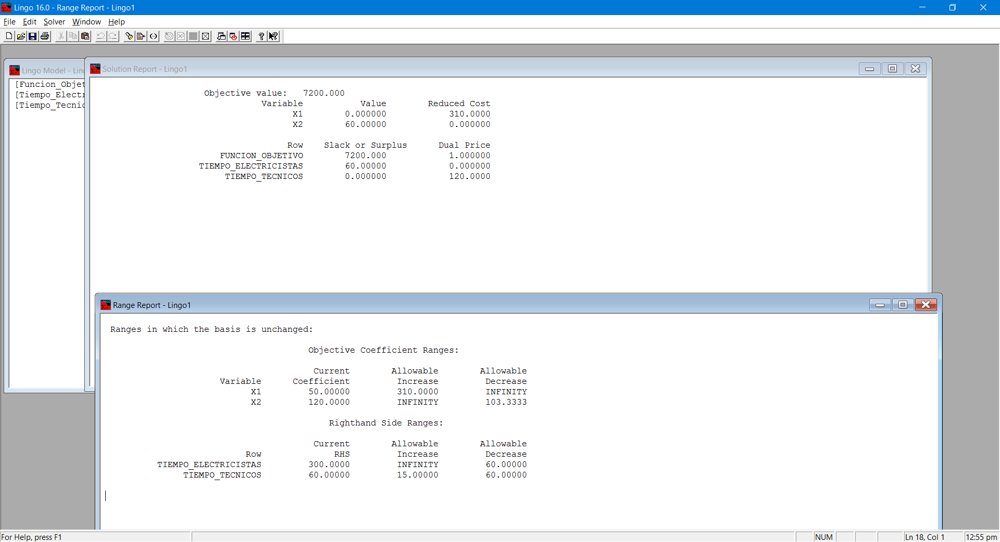 Lingo 16.0 - Range Report - Lingo1
File Edit Solver Window Help
Lingo Model - Lin
[Funcion_Objet
[Tiempo_Elect
[Tiempo_Tecnic
Solution Report - Lingo1
Objective value: 7200.000
Variable Value Reduced Cost
X1 0.000000 310.0000
X2 60.00000 0.000000
Row Slack or Surplus Dual Price
FUNCION_OBJETIVO 7200.000 1.000000
TIEMPO_ELECTRICISTAS 60.00000 0.000000
TIEMPO_TECNICOS 0.000000 120.0000
Range Report - Lingo1
Ranges in which the basis is unchanged:
Objective Coefficient Ranges:
Current Allowable Allowable
Variable Coefficient Increase Decrease
X1 50.00000 310.0000 INFINITY
X2 120.0000 INFINITY 103.3333
Righthand Side Ranges:
Current Allowable Allowable
Row RHS Increase Decrease
TIEMPO_ELECTRICISTAS 300.0000 INFINITY 60.00000
TIEMPO_TECNICOS 60.00000 15.00000 60.00000
For Help, press F1
NUM
Ln 18, Col 1
12:55 pm